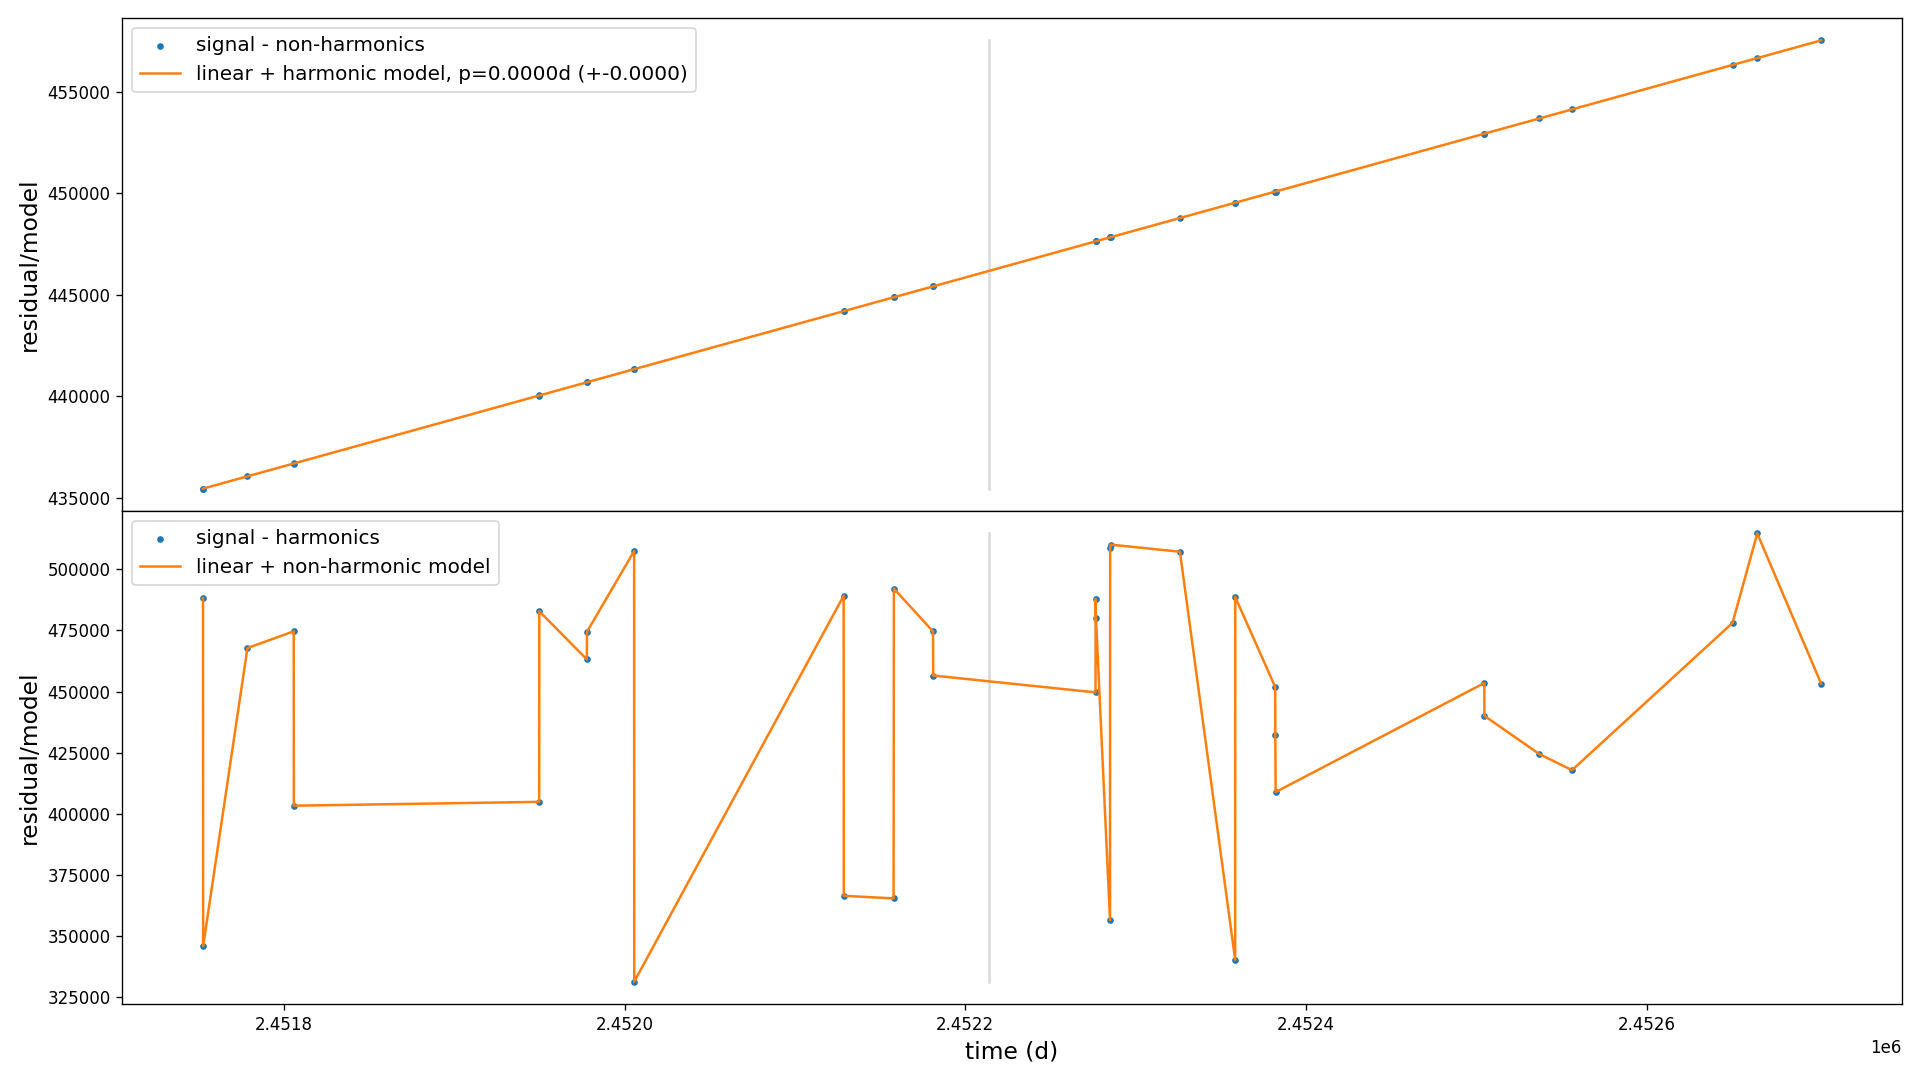 signal - non-harmonics
linear + harmonic model, p=0.0000d (+-0.0000)
455000
450000
445000
440000
435000
residual/model
signal - harmonics
linear + non-harmonic model
500000
475000
450000
425000
400000
375000
350000
325000
residual/model
2.4518 2.4520 2.4522 2.4524 2.4526
1e6
time (d)